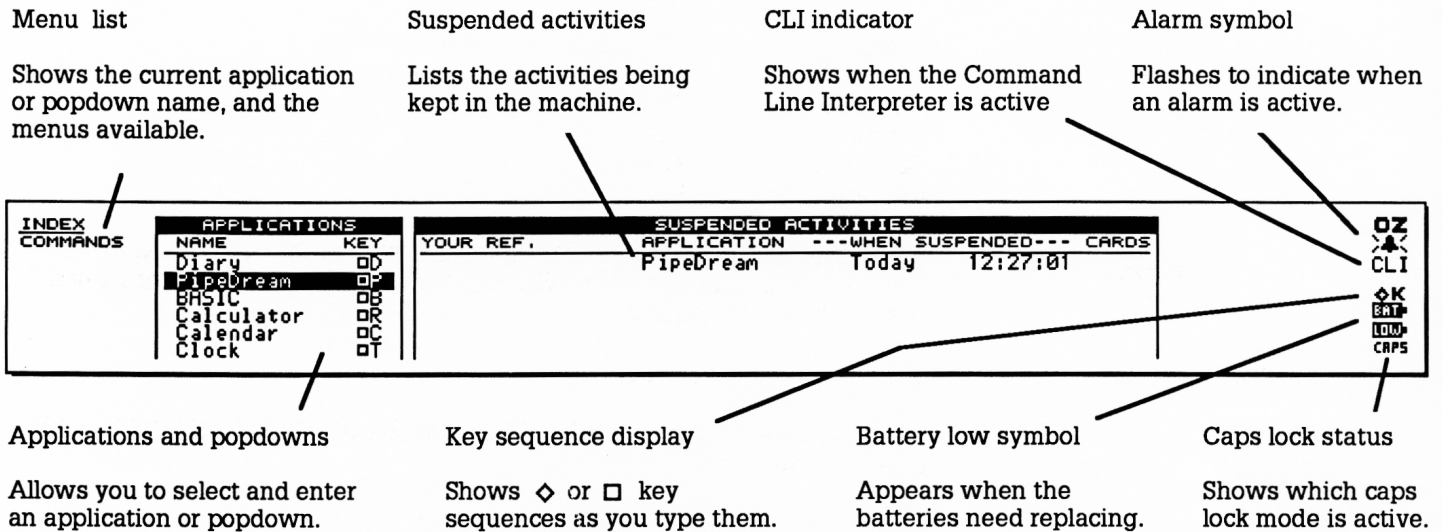 Menu list
Shows the current application
or popdown name, and the
menus available.
Suspended activities
Lists the activities being
kept in the machine.
CLI indicator
Shows when the Command
Line Interpreter is active
Alarm symbol
Flashes to indicate when
an alarm is active.
INDEX
COMMANDS
APPLICATIONS
NAME KEY
Diary □D
PipeDream □P
BASIC □B
Calculator □R
Calendar □C
Clock □T
SUSPENDED ACTIVITIES
YOUR REF. APPLICATION ---WHEN SUSPENDED--- CARDS
PipeDream Today 12:27:01
OZ
CLI
◇K
BAT
LOW
CAPS
Applications and popdowns
Allows you to select and enter
an application or popdown.
Key sequence display
Shows ◇ or □ key
sequences as you type them.
Battery low symbol
Appears when the
batteries need replacing.
Caps lock status
Shows which caps
lock mode is active.